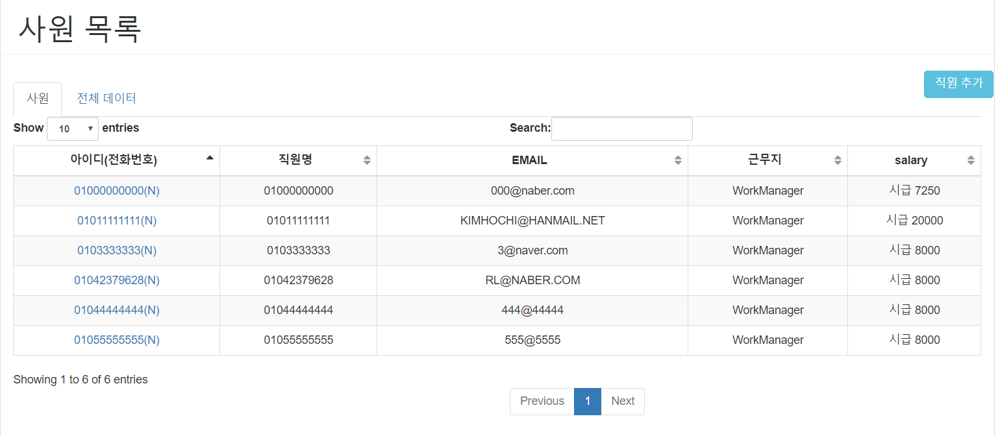 사원 목록
직원 추가
사원 전체 데이터
Show 10 entries Search:
아이디(전화번호) 직원명 EMAIL 근무지 salary
01000000000(N) 01000000000 000@naber.com WorkManager 시급 7250
01011111111(N) 01011111111 KIMHOCHI@HANMAIL.NET WorkManager 시급 20000
0103333333(N) 0103333333 3@naver.com WorkManager 시급 8000
01042379628(N) 01042379628 RL@NABER.COM WorkManager 시급 8000
01044444444(N) 01044444444 444@44444 WorkManager 시급 8000
01055555555(N) 01055555555 555@5555 WorkManager 시급 8000
Showing 1 to 6 of 6 entries
Previous 1 Next